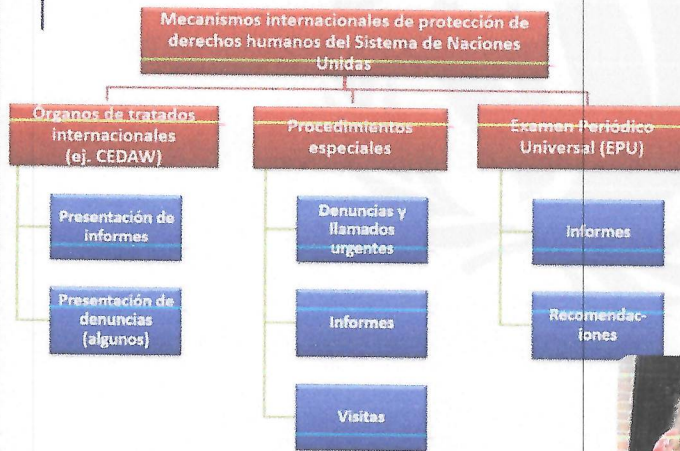 Mecanismos internacionales de protección de
derechos humanos del Sistema de Naciones
Unidas
Órganos de tratados
internacionales
(ej. CEDAW)
Presentación de
informes
Presentación de
denuncias
(algunos)
Procedimientos
especiales
Denuncias y
llamados
urgentes
Informes
Visitas
Examen Periódico
Universal (EPU)
Informes
Recomendac-
iones